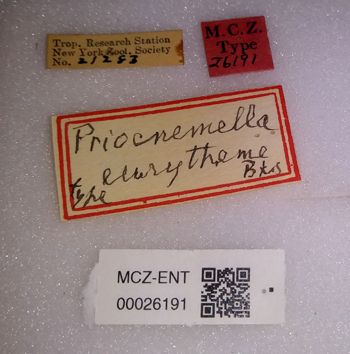 Trop. Research Station
New York Zool. Society
No. 21253
M.C.Z.
Type
26191
Priocnemella
eurytheme
type Bks
MCZ-ENT
00026191